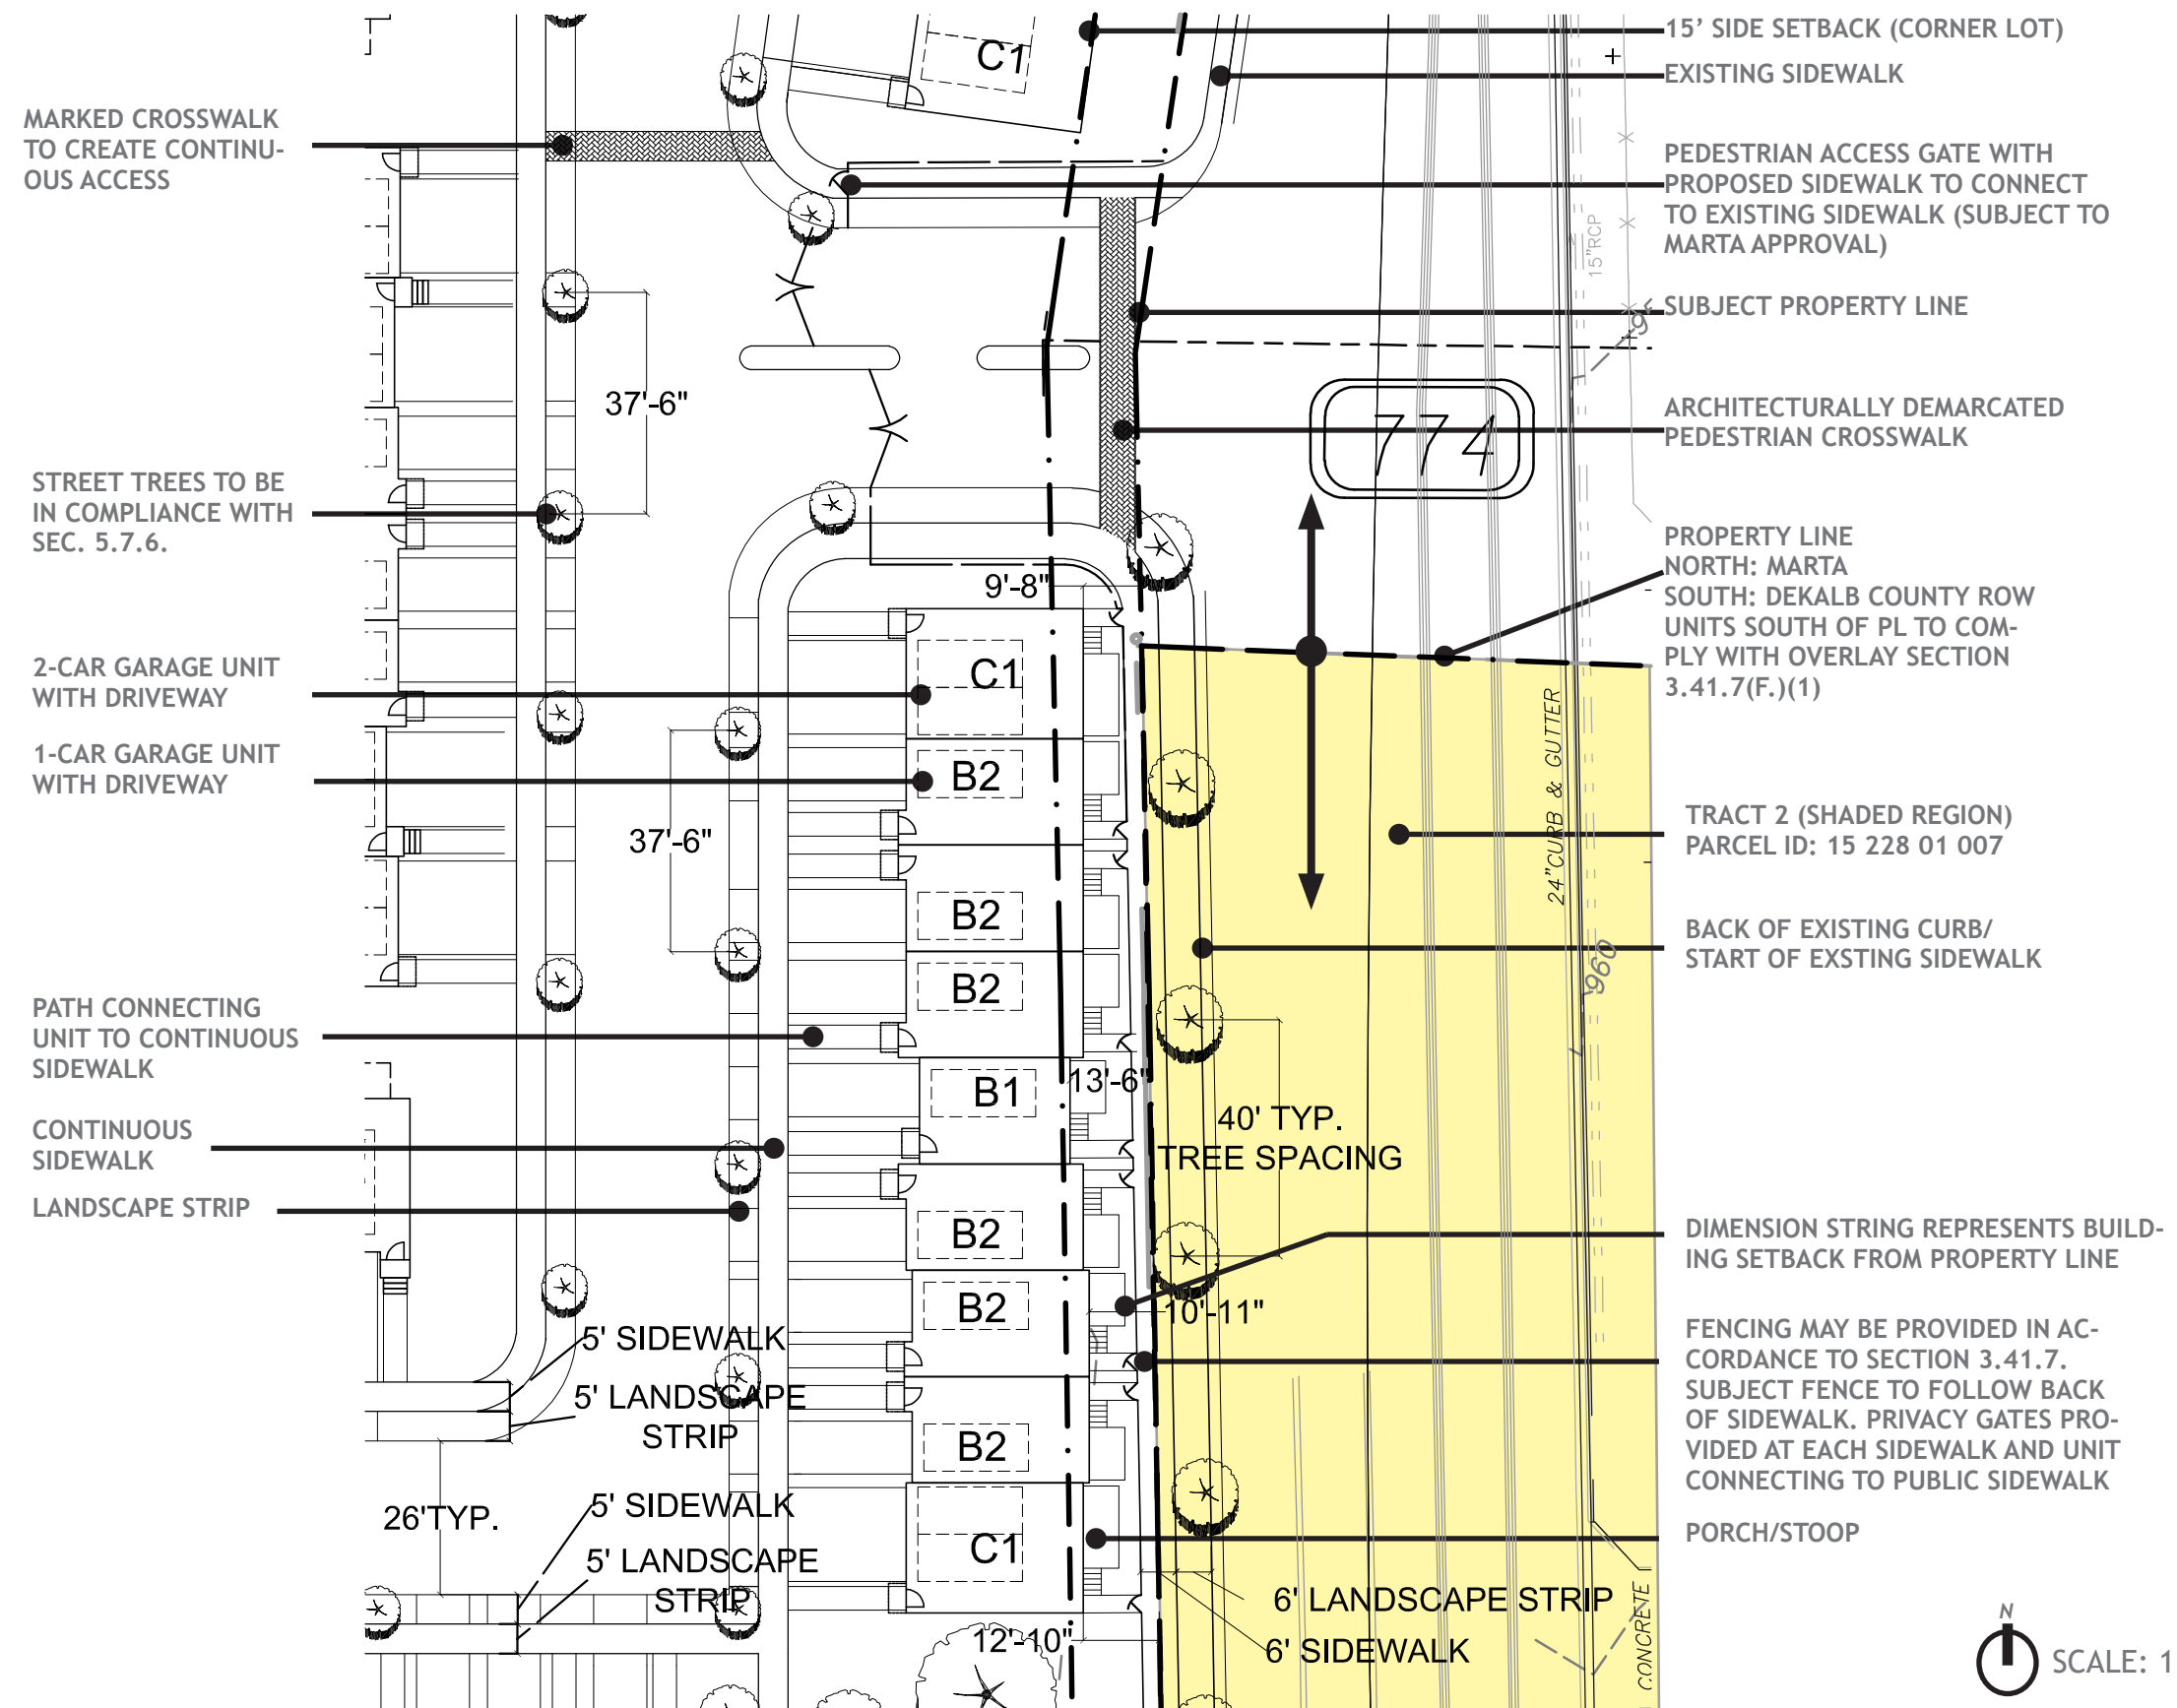 15' SIDE SETBACK (CORNER LOT)
EXISTING SIDEWALK
C1
MARKED CROSSWALK
TO CREATE CONTINU-
OUS ACCESS
PEDESTRIAN ACCESS GATE WITH
PROPOSED SIDEWALK TO CONNECT
TO EXISTING SIDEWALK (SUBJECT TO
MARTA APPROVAL)
15"RCP
SUBJECT PROPERTY LINE
37'-6"
774
ARCHITECTURALLY DEMARCATED
PEDESTRIAN CROSSWALK
STREET TREES TO BE
IN COMPLIANCE WITH
SEC. 5.7.6.
PROPERTY LINE
NORTH: MARTA
SOUTH: DEKALB COUNTY ROW
UNITS SOUTH OF PL TO COM-
PLY WITH OVERLAY SECTION
3.41.7(F.)(1)
9'-8"
2-CAR GARAGE UNIT
WITH DRIVEWAY
C1
1-CAR GARAGE UNIT
WITH DRIVEWAY
B2
24"CURB & GUTTER
TRACT 2 (SHADED REGION)
PARCEL ID: 15 228 01 007
37'-6"
B2
BACK OF EXISTING CURB/
START OF EXSTING SIDEWALK
960
B2
PATH CONNECTING
UNIT TO CONTINUOUS
SIDEWALK
B1
13'-6"
40' TYP.
TREE SPACING
CONTINUOUS
SIDEWALK
LANDSCAPE STRIP
B2
DIMENSION STRING REPRESENTS BUILD-
ING SETBACK FROM PROPERTY LINE
B2
10'-11"
5' SIDEWALK
5' LANDSCAPE
STRIP
FENCING MAY BE PROVIDED IN AC-
CORDANCE TO SECTION 3.41.7.
SUBJECT FENCE TO FOLLOW BACK
OF SIDEWALK. PRIVACY GATES PRO-
VIDED AT EACH SIDEWALK AND UNIT
CONNECTING TO PUBLIC SIDEWALK
B2
26'TYP.
5' SIDEWALK
5' LANDSCAPE
STRIP
C1
PORCH/STOOP
6' LANDSCAPE STRIP
6' SIDEWALK
12'-10"
CONCRETE
N
SCALE: 1